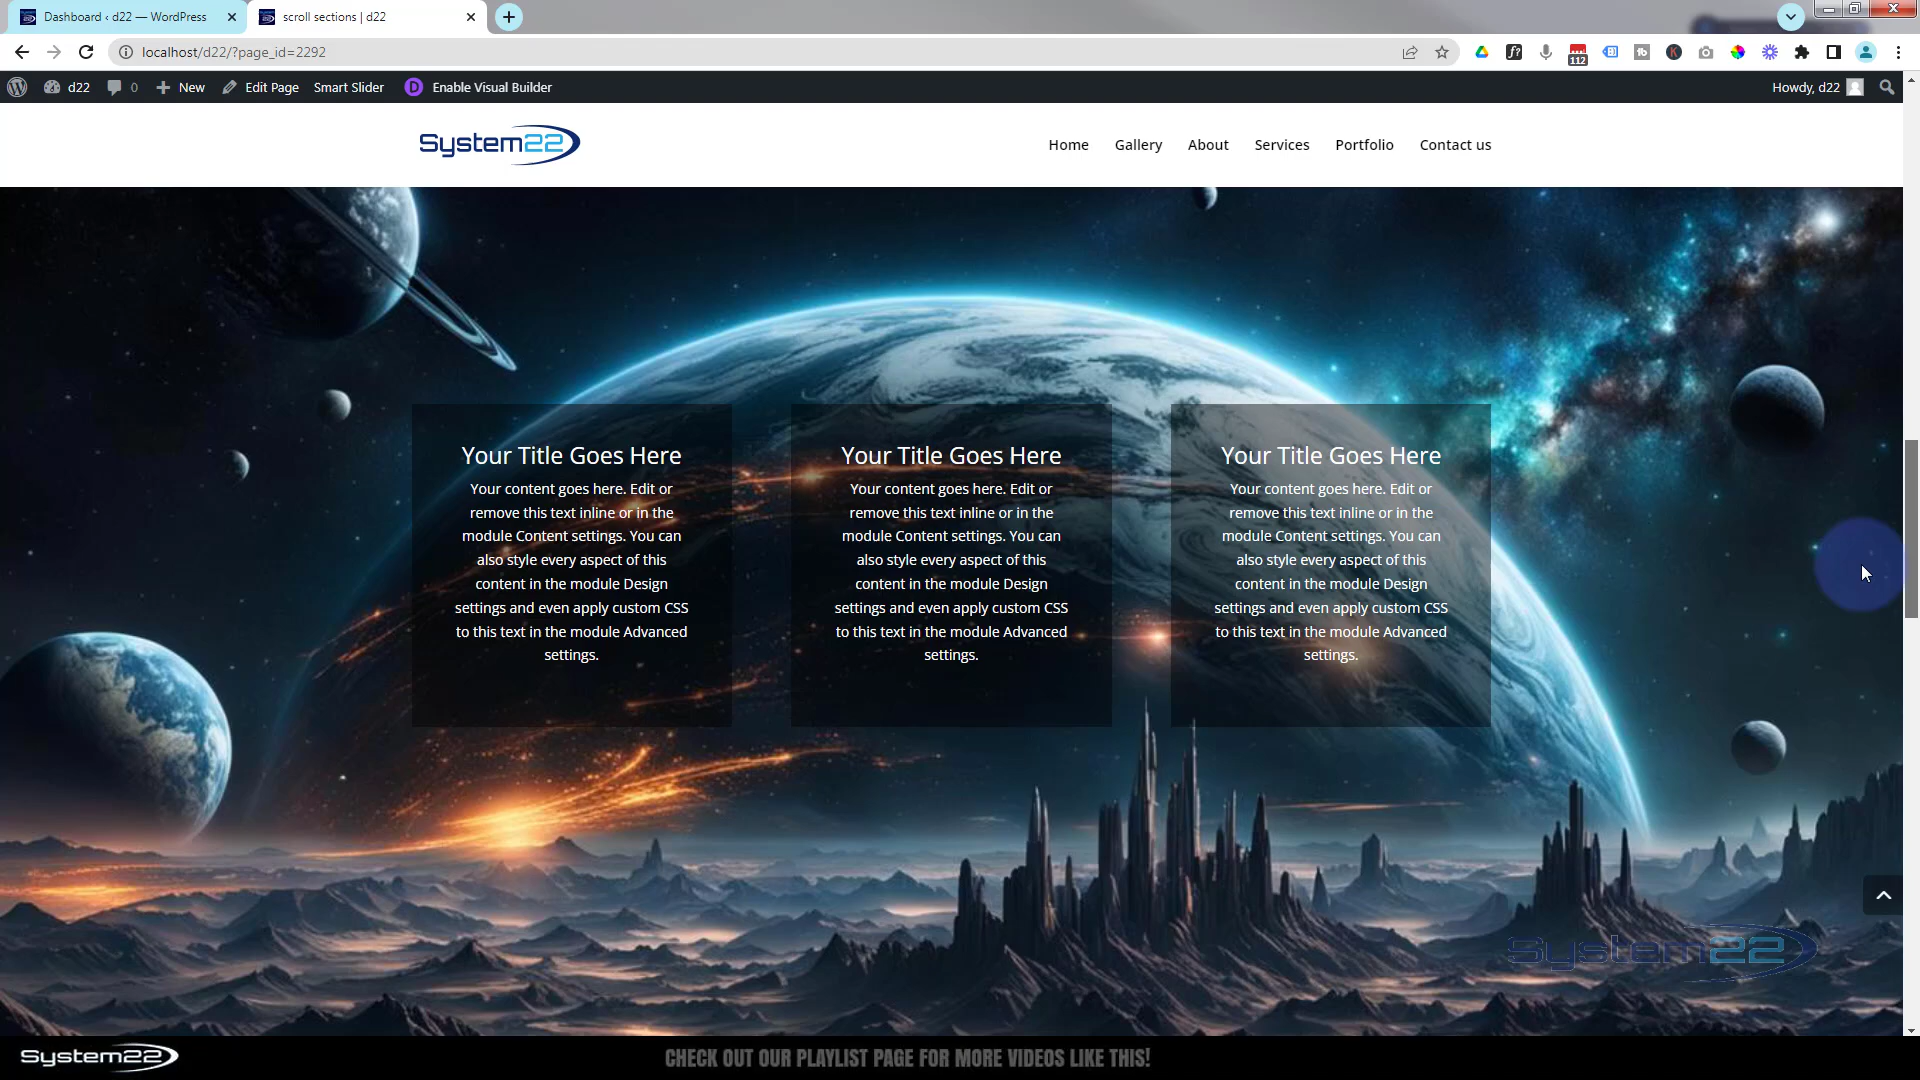 Dashboard ‹ d22 — WordPress
scroll sections | d22
localhost/d22/?page_id=2292
112
d22 0 New Edit Page Smart Slider D Enable Visual Builder Howdy, d22
System22
Home Gallery About Services Portfolio Contact us
Your Title Goes Here
Your content goes here. Edit or
remove this text inline or in the
module Content settings. You can
also style every aspect of this
content in the module Design
settings and even apply custom CSS
to this text in the module Advanced
settings.
Your Title Goes Here
Your content goes here. Edit or
remove this text inline or in the
module Content settings. You can
also style every aspect of this
content in the module Design
settings and even apply custom CSS
to this text in the module Advanced
settings.
Your Title Goes Here
Your content goes here. Edit or
remove this text inline or in the
module Content settings. You can
also style every aspect of this
content in the module Design
settings and even apply custom CSS
to this text in the module Advanced
settings.
System22
System22
CHECK OUT OUR PLAYLIST PAGE FOR MORE VIDEOS LIKE THIS!